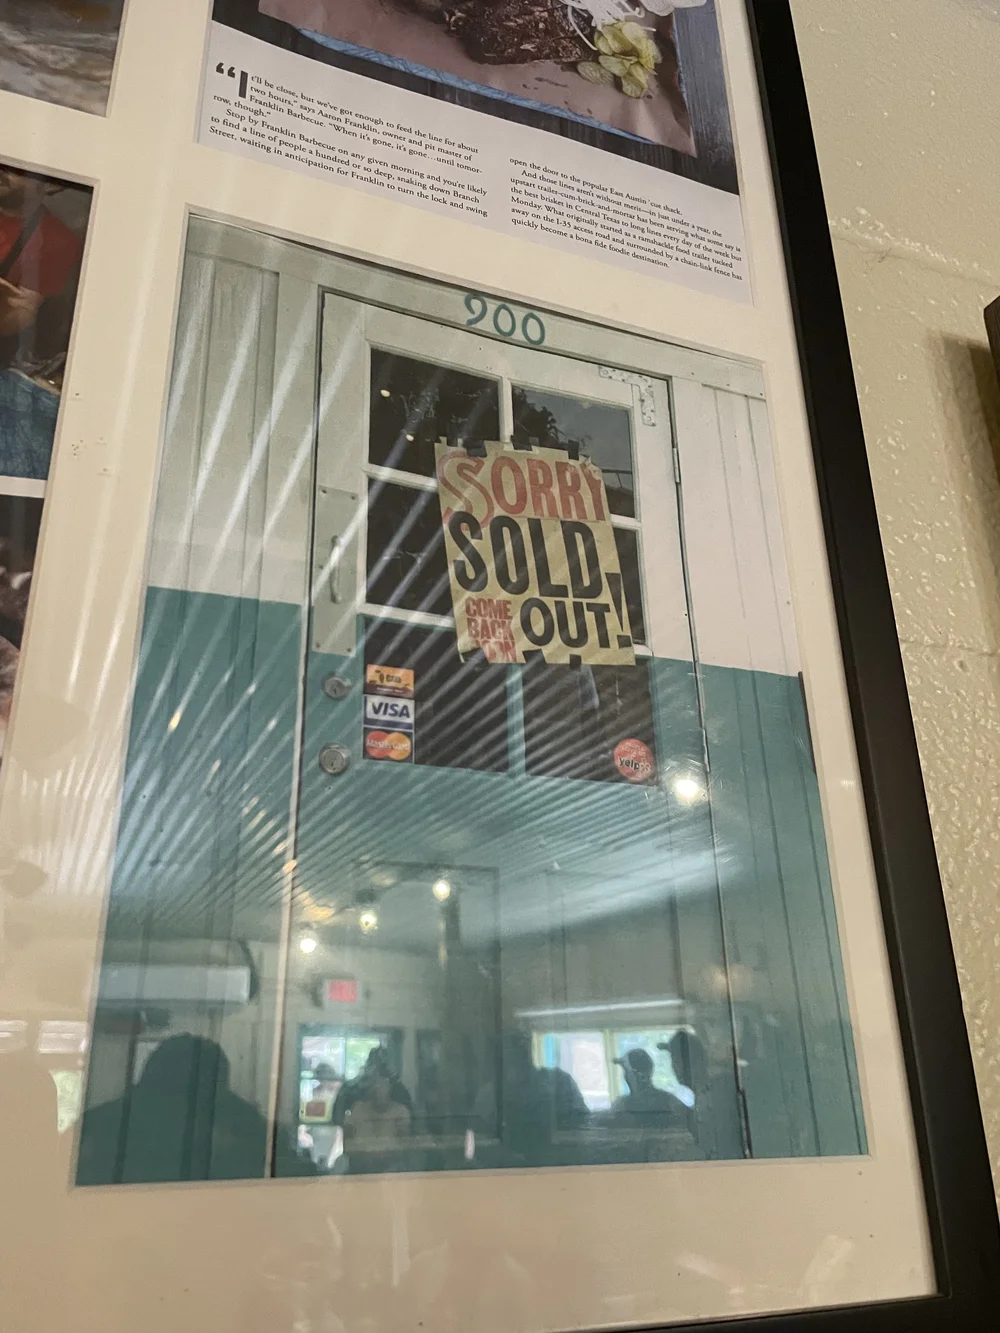 “It’ll be close, but we’ve got enough to feed the line for about
two hours,” says Aaron Franklin, owner and pit master of
Franklin Barbecue. “When it’s gone, it’s gone…until tomor-
row, though.”
Stop by Franklin Barbecue on any given morning and you’re likely
to find a line of people a hundred or so deep, snaking down Branch
Street, waiting in anticipation for Franklin to turn the lock and swing
open the door to the popular East Austin ’cue shack.
And those lines aren’t without merit—in just under a year, the
upstart trailer-cum-brick-and-mortar has been serving what some say is
the best brisket in Central Texas to long lines every day of the week but
Monday. What originally started as a ramshackle food trailer tucked
away on the I-35 access road and surrounded by a chain-link fence has
quickly become a bona fide foodie destination.
900
SORRY
SOLD
OUT!
COME
BACK
SOON
VISA
MasterCard
yelp